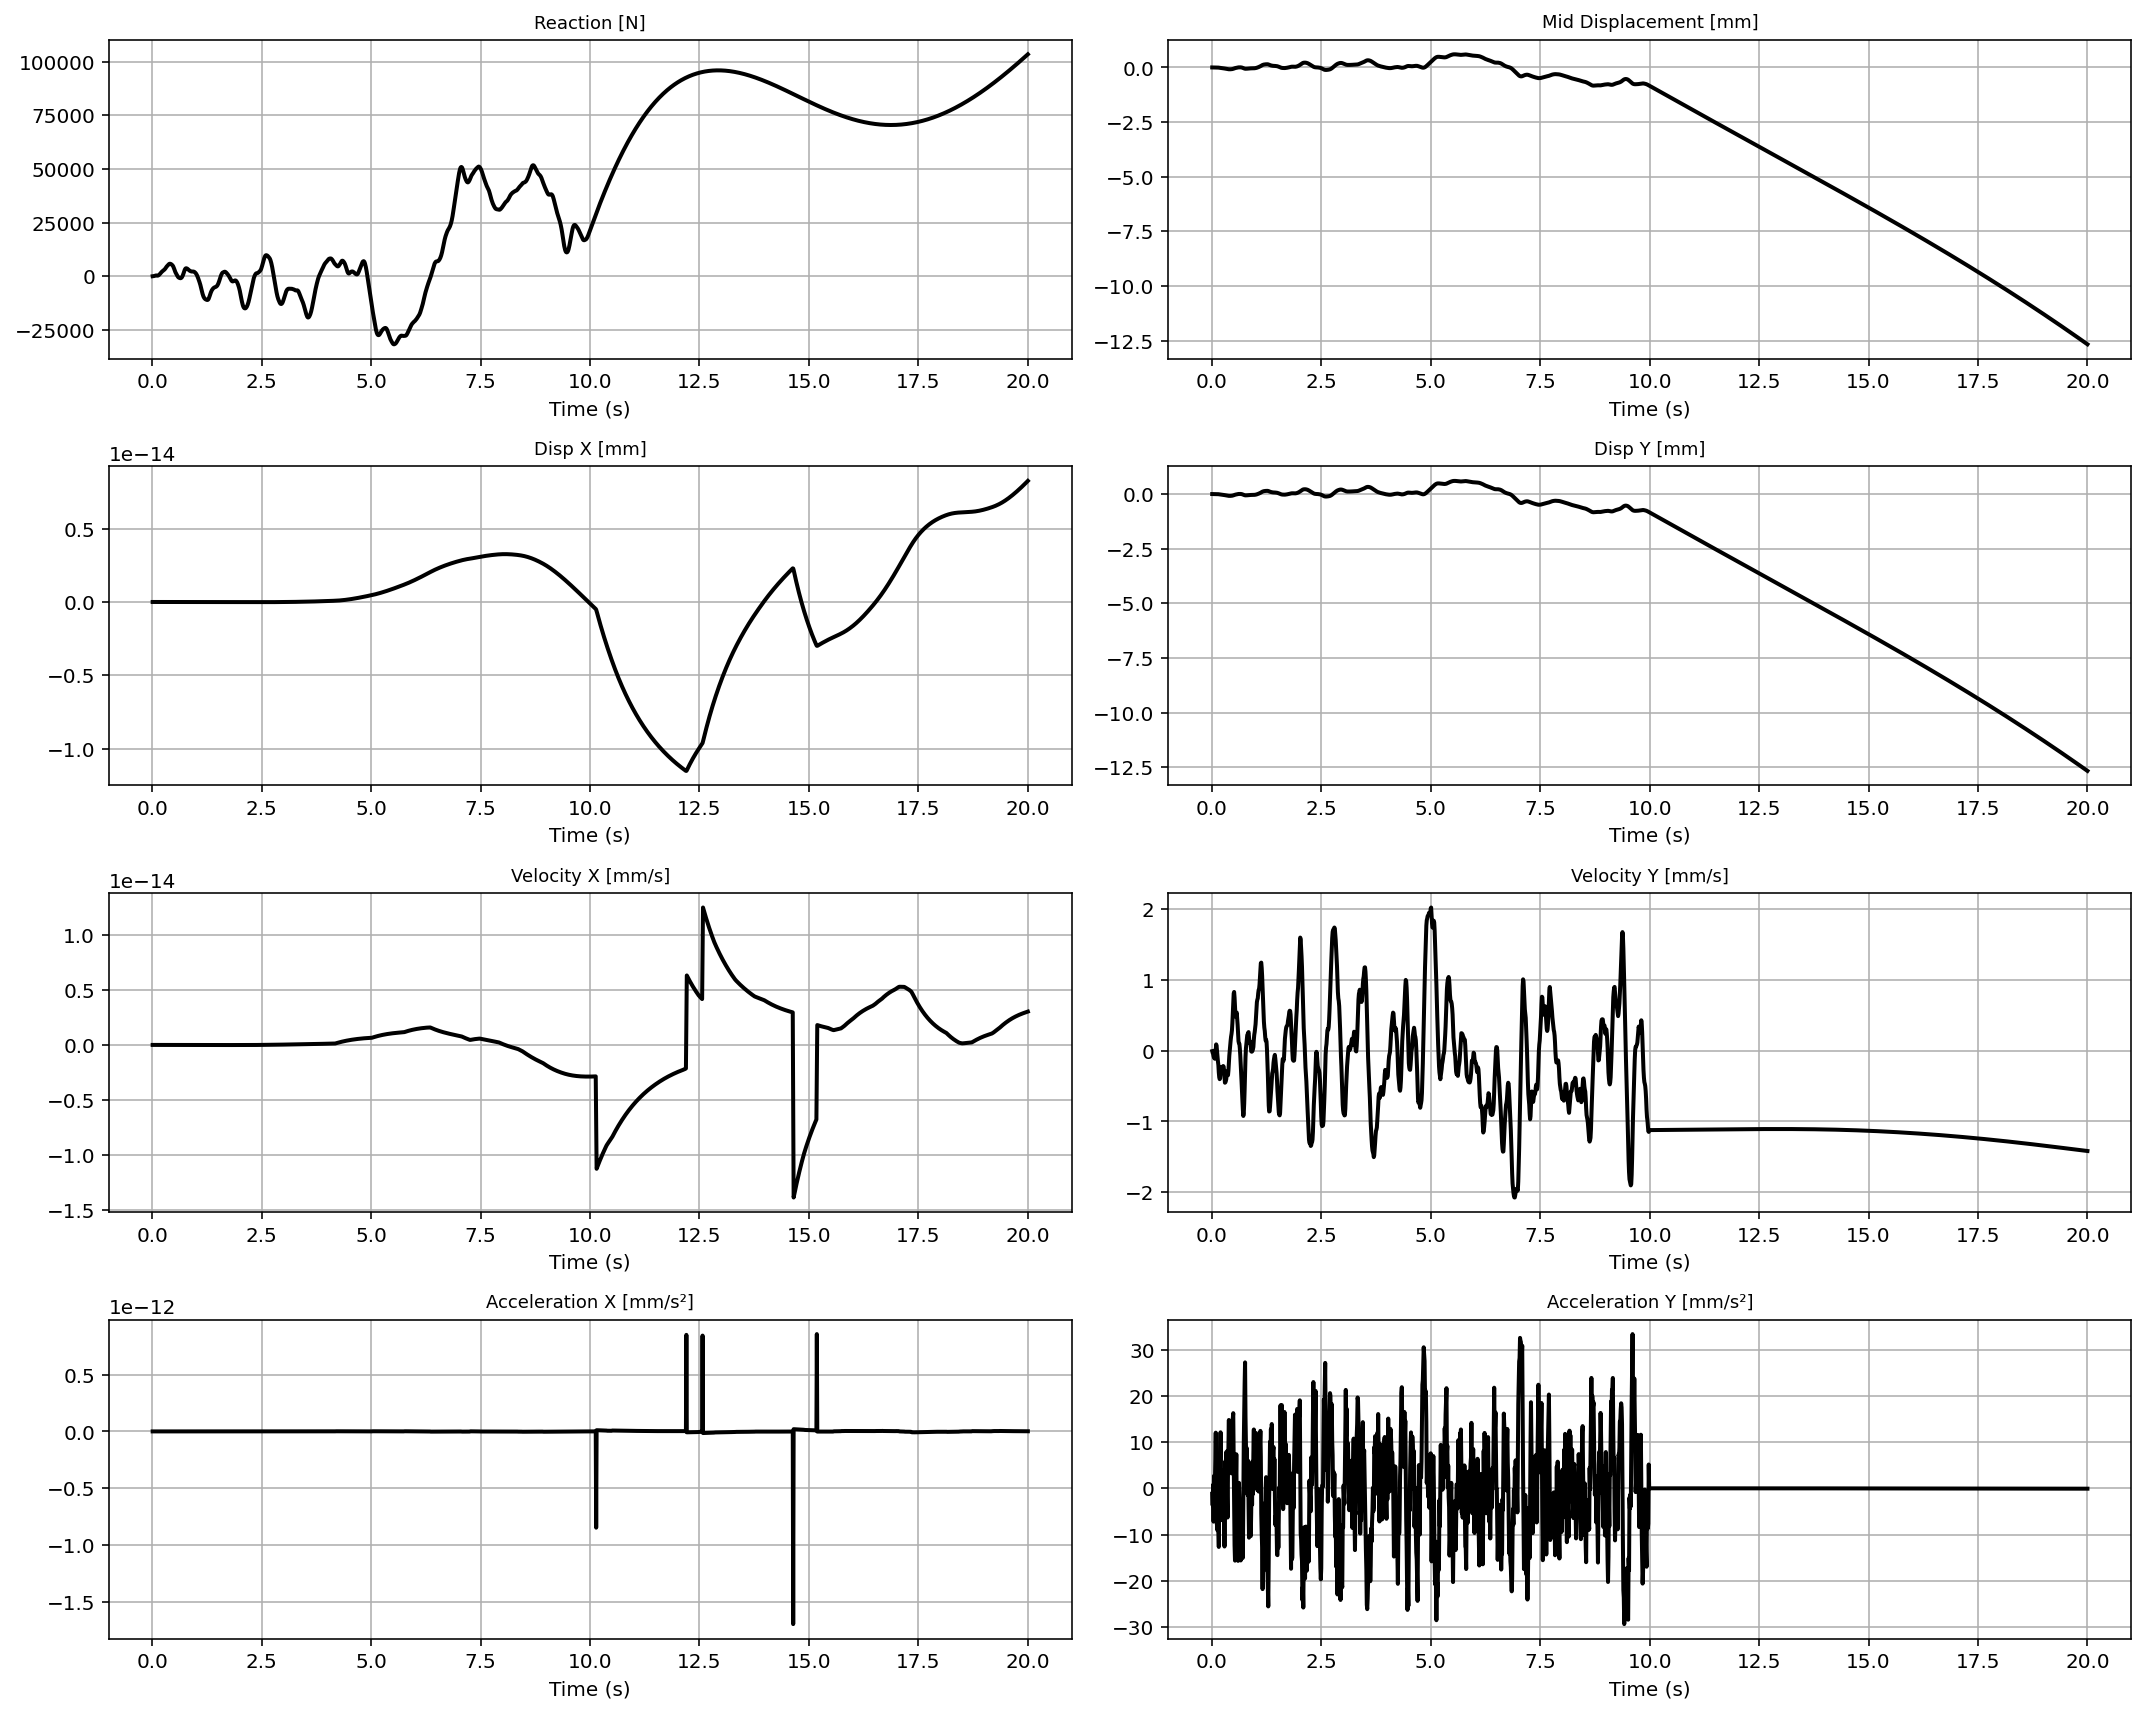 Reaction [N]
100000
75000
50000
25000
0
−25000
0.0 2.5 5.0 7.5 10.0 12.5 15.0 17.5 20.0
Time (s)
Mid Displacement [mm]
0.0
−2.5
−5.0
−7.5
−10.0
−12.5
0.0 2.5 5.0 7.5 10.0 12.5 15.0 17.5 20.0
Time (s)
1e−14
Disp X [mm]
0.5
0.0
−0.5
−1.0
0.0 2.5 5.0 7.5 10.0 12.5 15.0 17.5 20.0
Time (s)
Disp Y [mm]
0.0
−2.5
−5.0
−7.5
−10.0
−12.5
0.0 2.5 5.0 7.5 10.0 12.5 15.0 17.5 20.0
Time (s)
1e−14
Velocity X [mm/s]
1.0
0.5
0.0
−0.5
−1.0
−1.5
0.0 2.5 5.0 7.5 10.0 12.5 15.0 17.5 20.0
Time (s)
Velocity Y [mm/s]
2
1
0
−1
−2
0.0 2.5 5.0 7.5 10.0 12.5 15.0 17.5 20.0
Time (s)
1e−12
Acceleration X [mm/s²]
0.5
0.0
−0.5
−1.0
−1.5
0.0 2.5 5.0 7.5 10.0 12.5 15.0 17.5 20.0
Time (s)
Acceleration Y [mm/s²]
30
20
10
0
−10
−20
−30
0.0 2.5 5.0 7.5 10.0 12.5 15.0 17.5 20.0
Time (s)